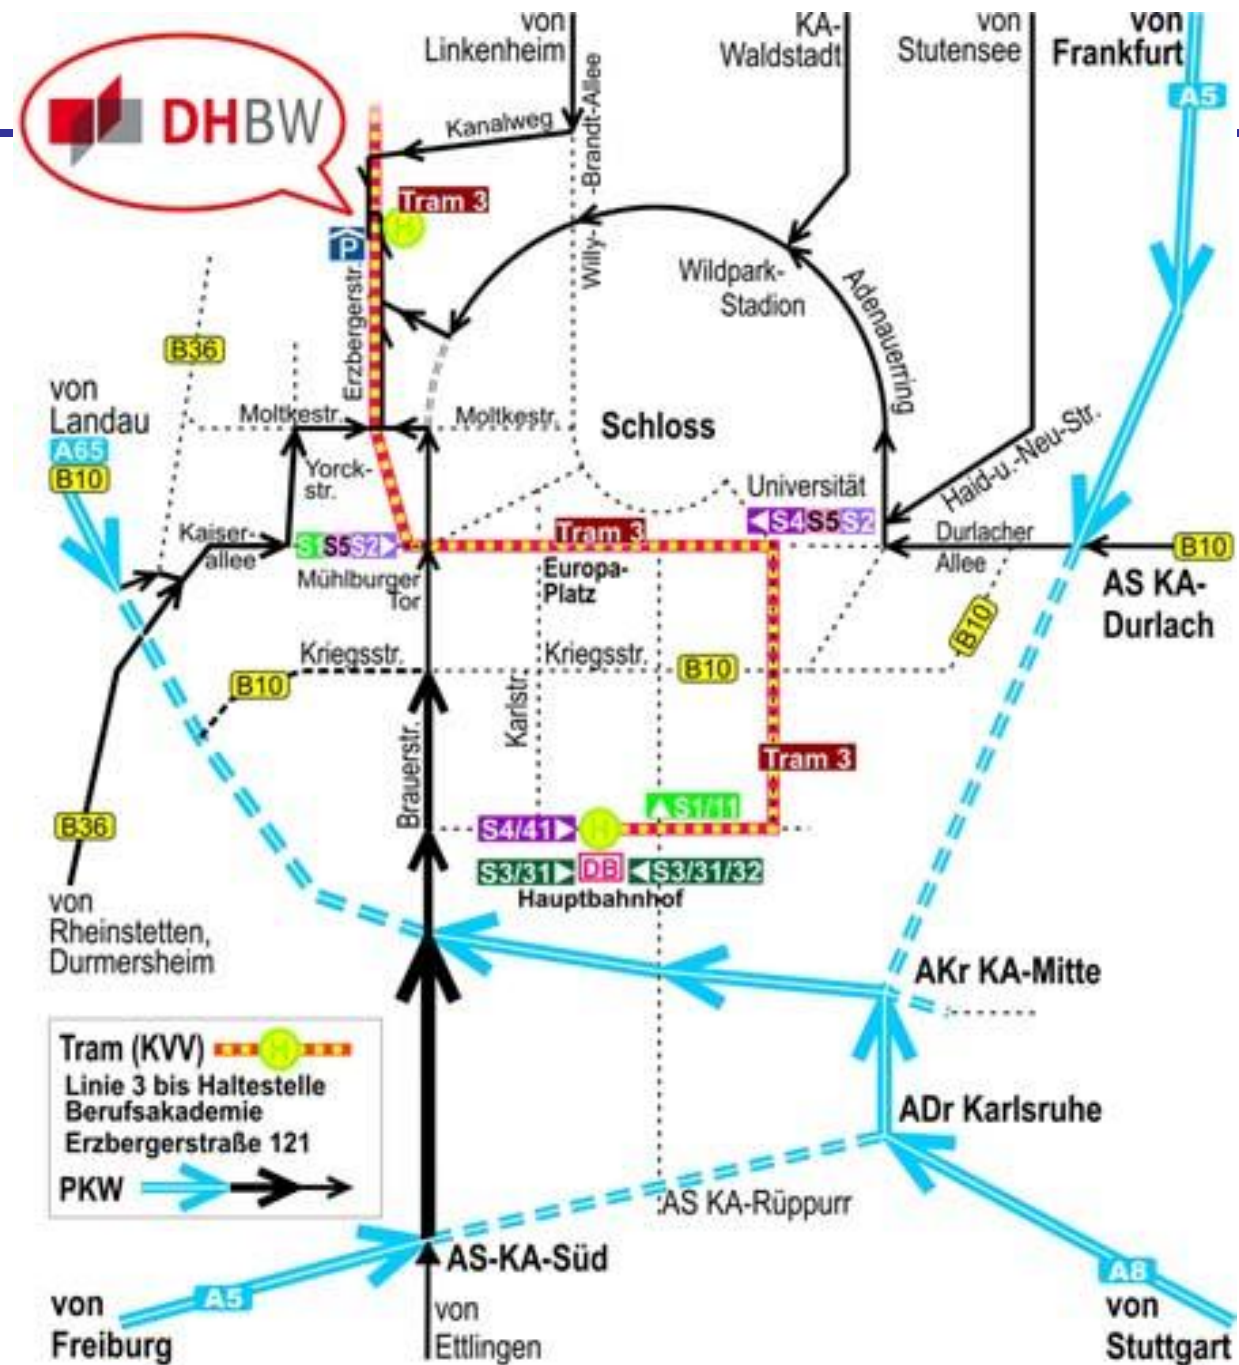 von
Linkenheim
KA-
Waldstadt
von
Stutensee
von
Frankfurt
A5
DHBW
Kanalweg
Willy-Brandt-Allee
Tram 3
H
P
Erzbergerstr.
Wildpark-
Stadion
Adenauerring
B36
von
Landau
A65
B10
Moltkestr.
Moltkestr.
Schloss
Haid-u.-Neu-Str.
Yorck-
str.
Universität
S4 S5 S2
Kaiser-
allee
S1 S5 S2
Tram 3
Durlacher
Allee
B10
Mühlburger
Tor
Europa-
Platz
AS KA-
Durlach
B10
Kriegsstr.
Kriegsstr.
B10
B10
Karlstr.
Brauerstr.
Tram 3
B36
S4/41
H
S1/11
S3/31
DB
S3/31/32
Hauptbahnhof
von
Rheinstetten,
Durmersheim
AKr KA-Mitte
Tram (KVV)
H
Linie 3 bis Haltestelle
Berufsakademie
Erzbergerstraße 121
PKW
ADr Karlsruhe
AS KA-Rüppurr
AS-KA-Süd
A5
von
Freiburg
von
Ettlingen
A8
von
Stuttgart